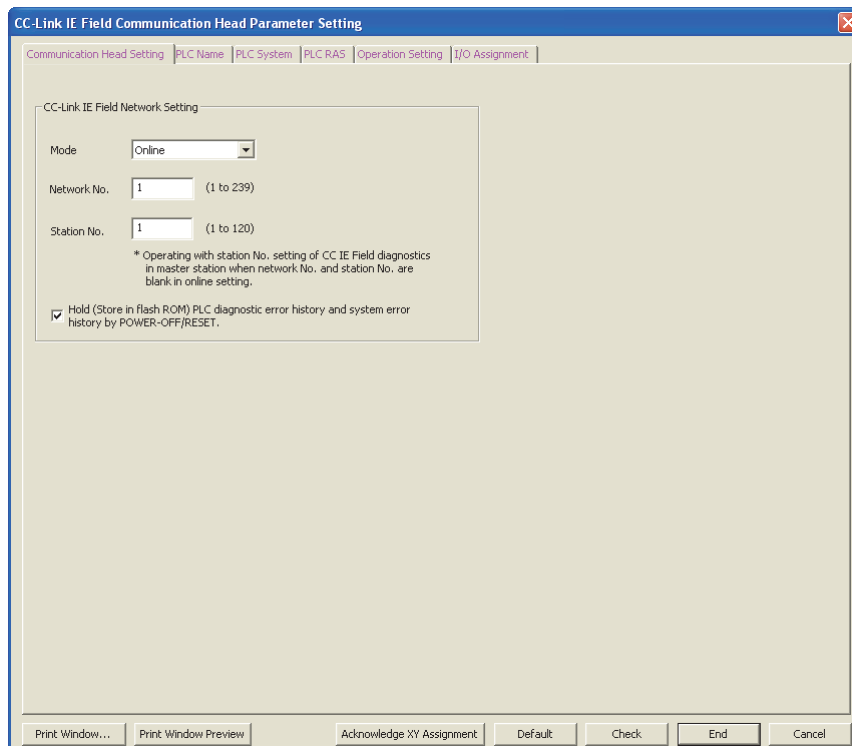 CC-Link IE Field Communication Head Parameter Setting
Communication Head Setting PLC Name PLC System PLC RAS Operation Setting I/O Assignment
CC-Link IE Field Network Setting
Mode Online
Network No. 1 (1 to 239)
Station No. 1 (1 to 120)
* Operating with station No. setting of CC IE Field diagnostics
in master station when network No. and station No. are
blank in online setting.
Hold (Store in flash ROM) PLC diagnostic error history and system error
history by POWER-OFF/RESET.
Print Window... Print Window Preview Acknowledge XY Assignment Default Check End Cancel